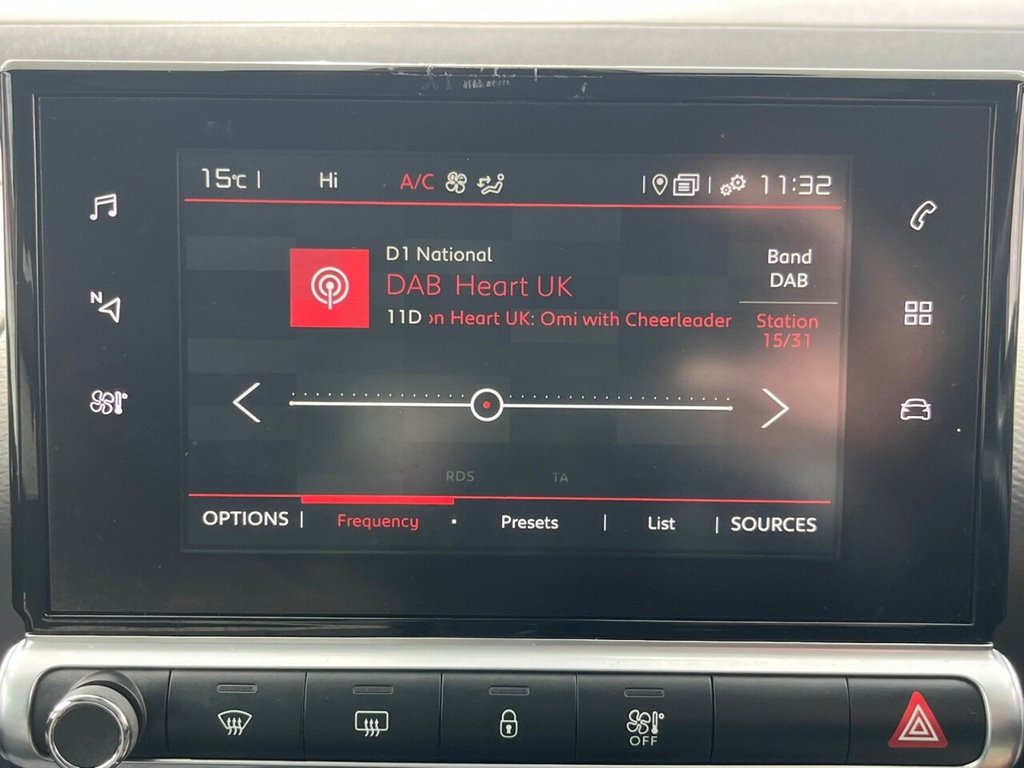 15°C | Hi A/C 11:32
N
D1 National
DAB Heart UK
11D on Heart UK: Omi with Cheerleader
Band
DAB
Station
15/31
RDS TA
OPTIONS | Frequency • Presets | List | SOURCES
OFF